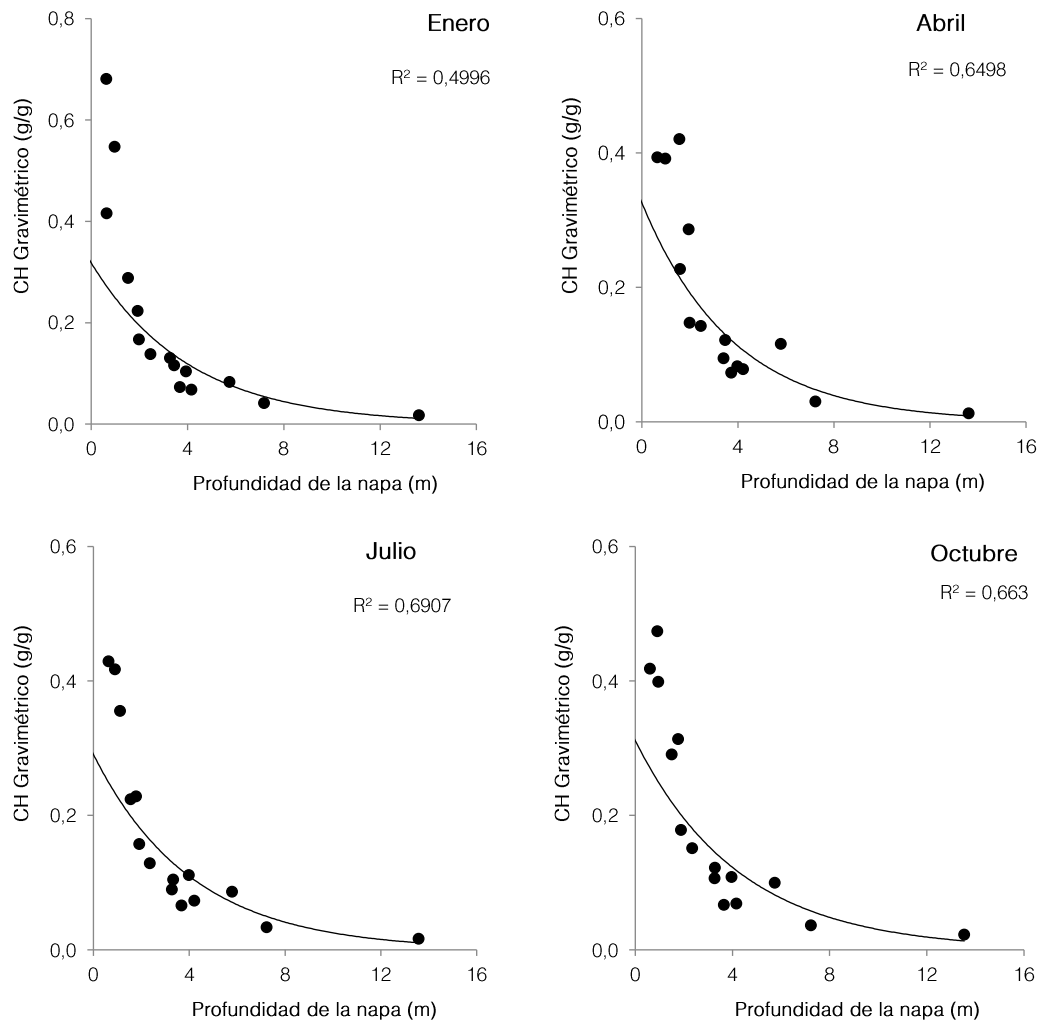 Enero
R² = 0,4996
CH Gravimétrico (g/g)
0,8
0,6
0,4
0,2
0,0
0 4 8 12 16
Profundidad de la napa (m)
Abril
R² = 0,6498
CH Gravimétrico (g/g)
0,6
0,4
0,2
0,0
0 4 8 12 16
Profundidad de la napa (m)
Julio
R² = 0,6907
CH Gravimétrico (g/g)
0,6
0,4
0,2
0,0
0 4 8 12 16
Profundidad de la napa (m)
Octubre
R² = 0,663
CH Gravimétrico (g/g)
0,6
0,4
0,2
0,0
0 4 8 12 16
Profundidad de la napa (m)